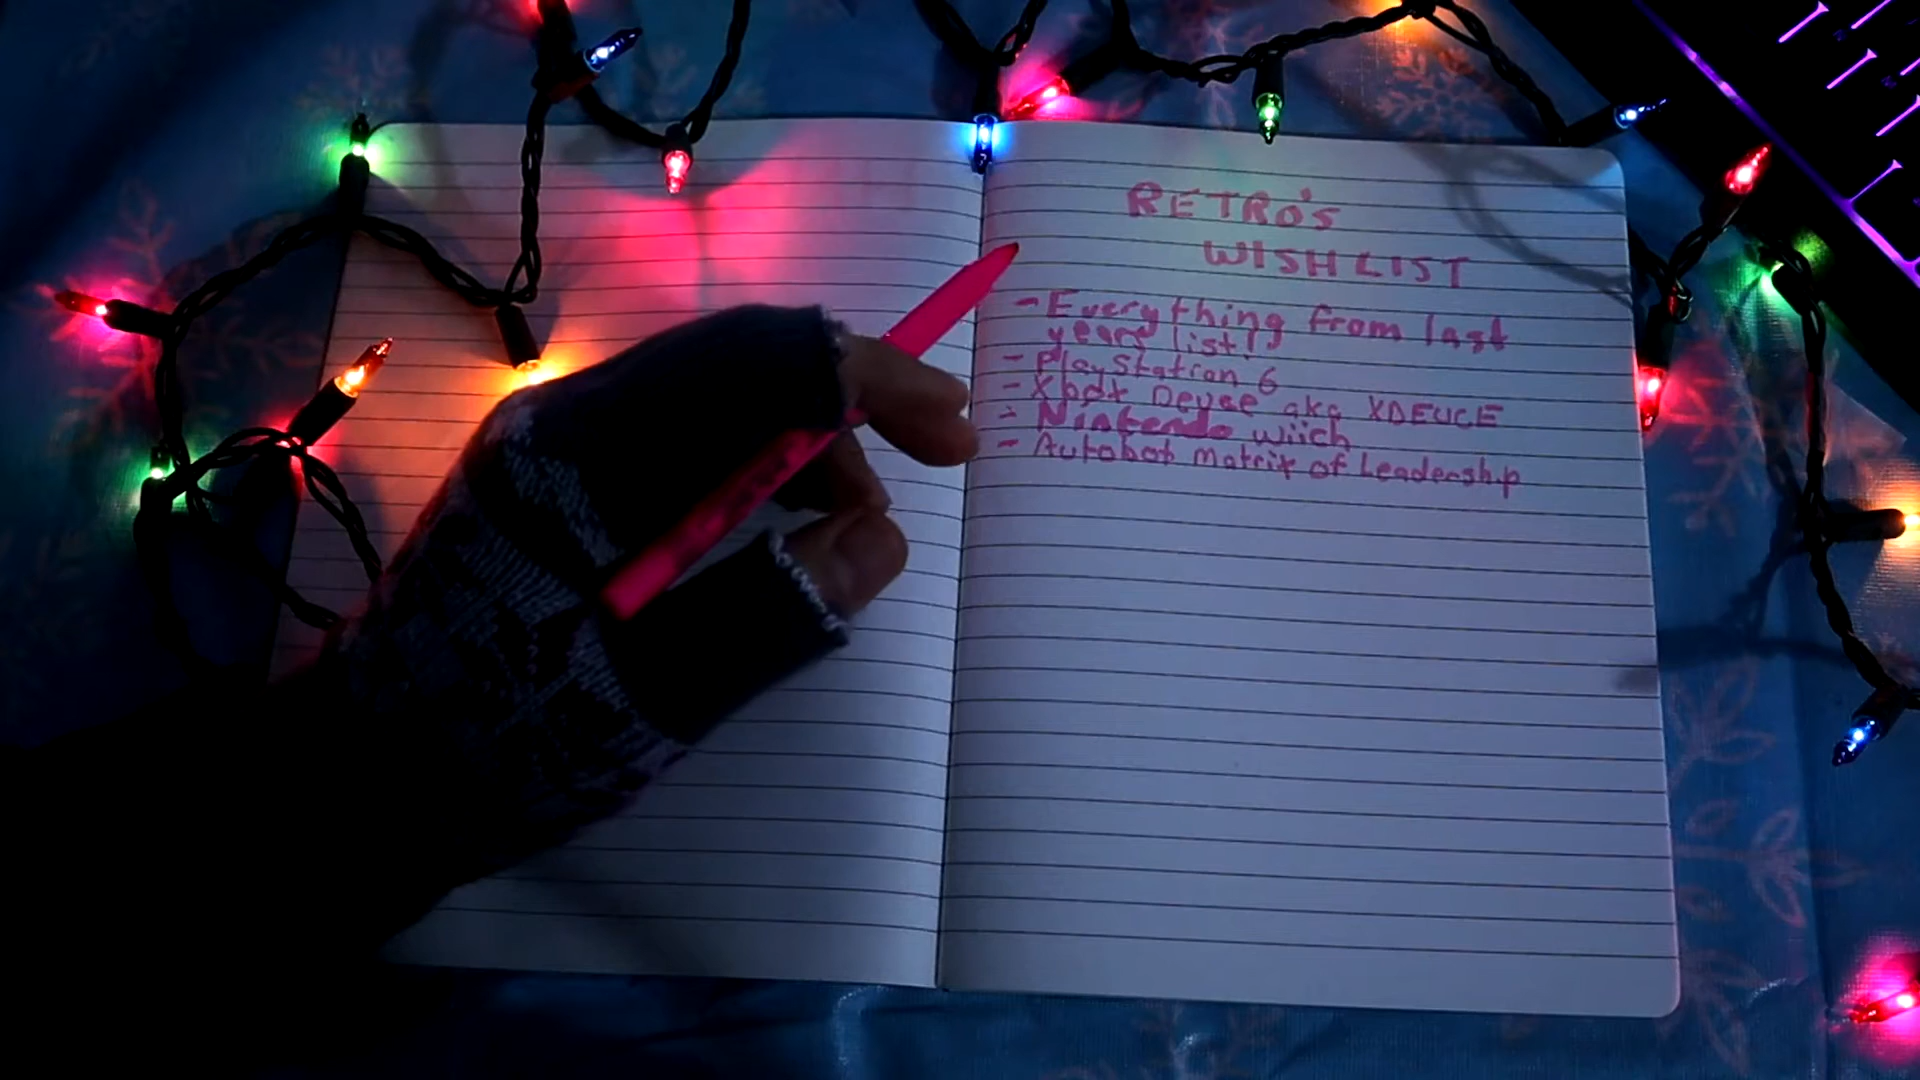 RETRO'S
WISH LIST
- Everything from last
years list!
- PlayStation 6
- Xbox Deuce aka XDEUCE
- Nintendo Wiich
- Autobot Matrix of Leadership